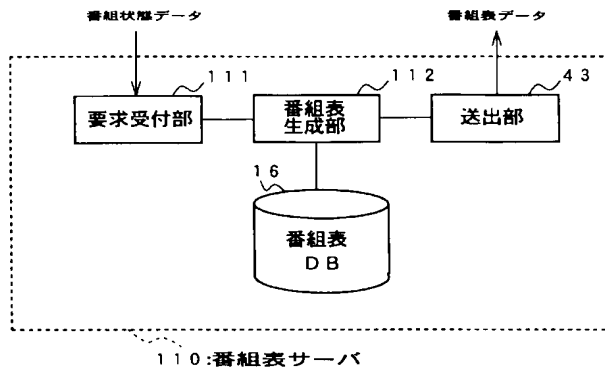 番組状態データ
番組表データ
111
112
43
要求受付部
番組表
生成部
送出部
16
番組表
DB
110:番組表サーバ